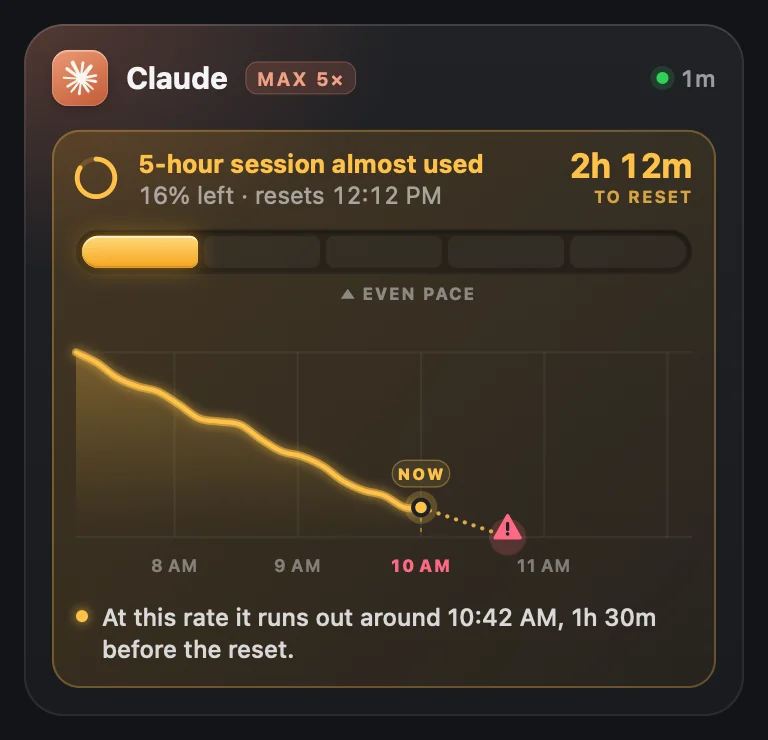 Claude MAX 5× 1m
5-hour session almost used 2h 12m
16% left · resets 12:12 PM TO RESET
▲ EVEN PACE
NOW
8 AM 9 AM 10 AM 11 AM
At this rate it runs out around 10:42 AM, 1h 30m
before the reset.